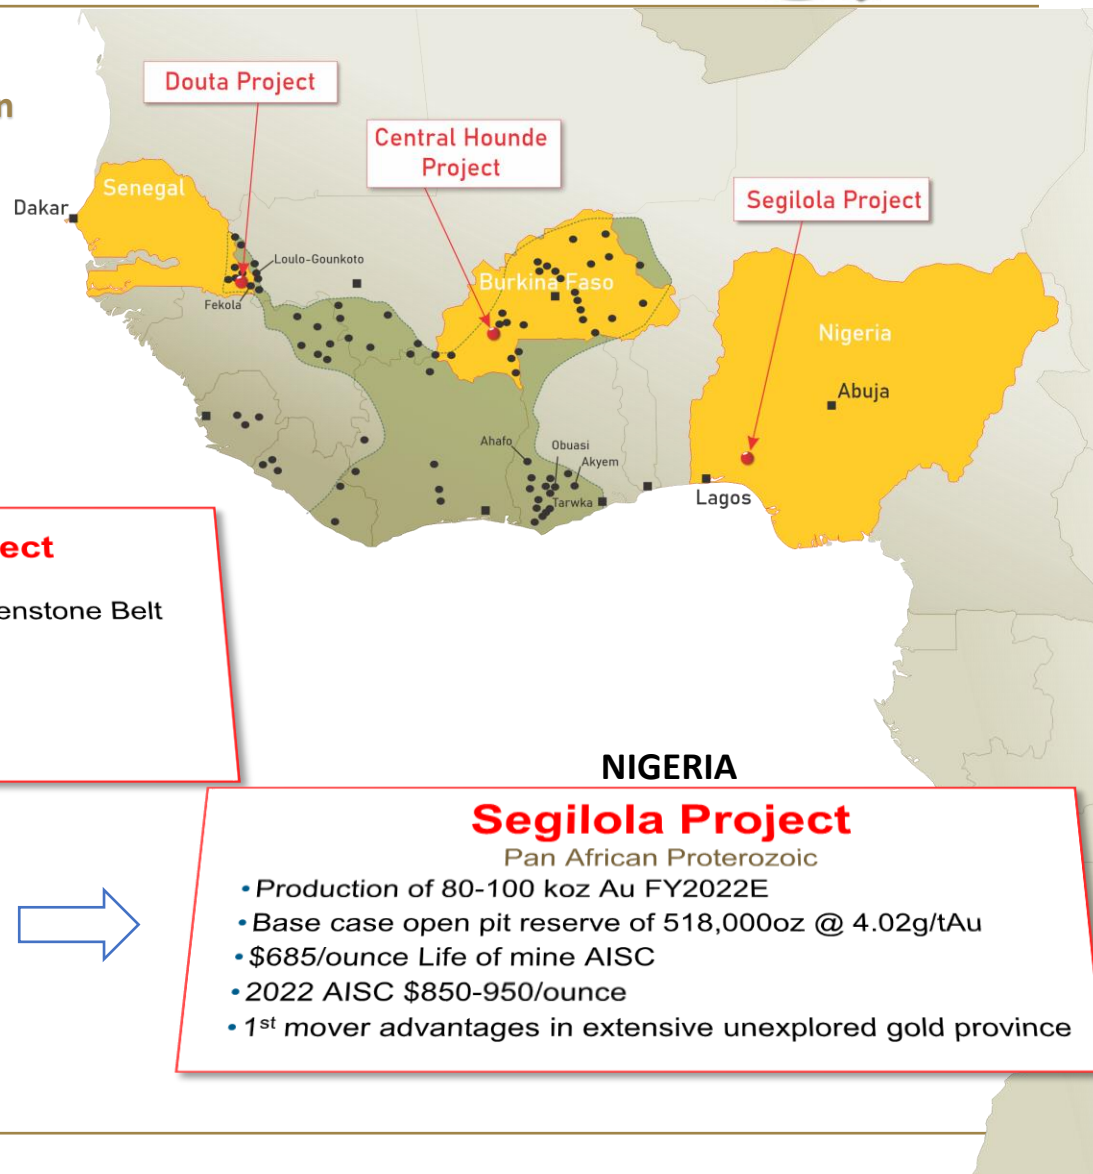 Douta Project
Central Hounde
Project
Segilola Project
Senegal
Dakar
Loulo-Gounkoto
Fekola
Burkina Faso
Nigeria
Abuja
Ahafo
Obuasi
Akyem
Tarwka
Lagos
ect
enstone Belt
NIGERIA
Segilola Project
Pan African Proterozoic
•Production of 80-100 koz Au FY2022E
•Base case open pit reserve of 518,000oz @ 4.02g/tAu
•$685/ounce Life of mine AISC
•2022 AISC $850-950/ounce
•1st mover advantages in extensive unexplored gold province